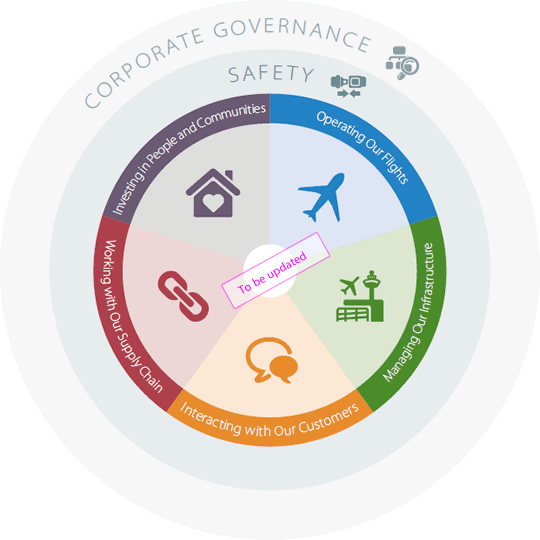 CORPORATE GOVERNANCE
SAFETY
Investing in People and Communities
Operating Our Flights
Working with Our Supply Chain
To be updated
Managing Our Infrastructure
Interacting with Our Customers